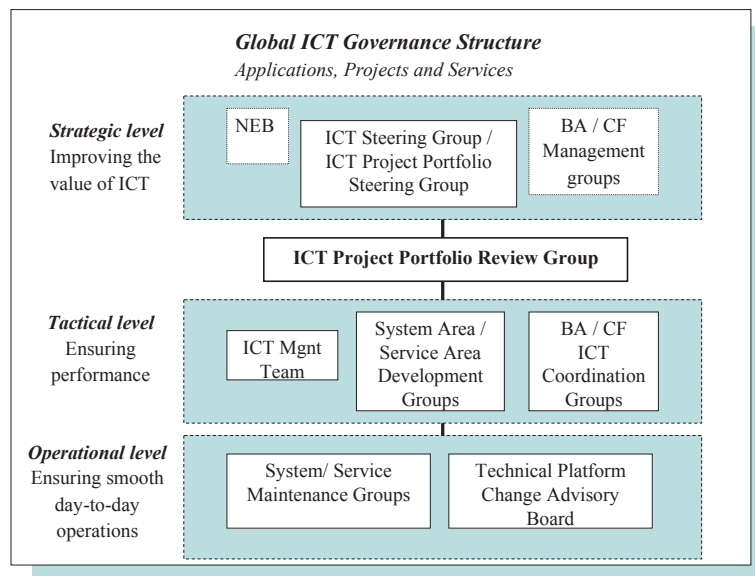 Global ICT Governance Structure
Applications, Projects and Services
Strategic level
Improving the
value of ICT
NEB
ICT Steering Group /
ICT Project Portfolio
Steering Group
BA / CF
Management
groups
ICT Project Portfolio Review Group
Tactical level
Ensuring
performance
ICT Mgnt
Team
System Area /
Service Area
Development
Groups
BA / CF
ICT
Coordination
Groups
Operational level
Ensuring smooth
day-to-day
operations
System/ Service
Maintenance Groups
Technical Platform
Change Advisory
Board